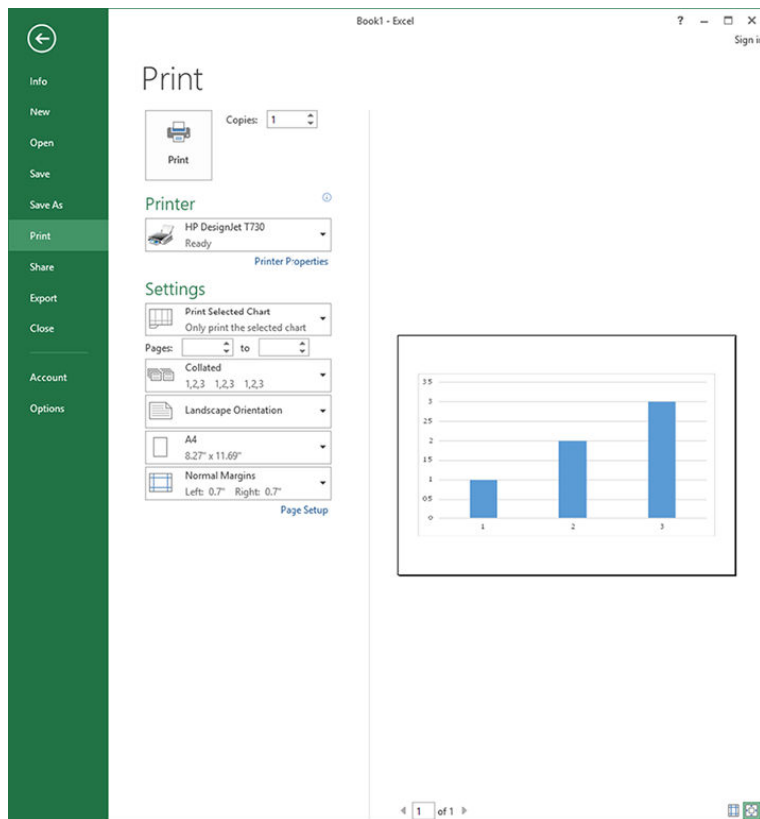 Book1 - Excel
?
Sign i
Info
New
Open
Save
Save As
Print
Share
Export
Close
Account
Options
Print
Copies: 1
Print
Printer
HP DesignJet T730
Ready
Printer Properties
Settings
Print Selected Chart
Only print the selected chart
Pages: to
Collated
1,2,3 1,2,3 1,2,3
Landscape Orientation
A4
8.27" x 11.69"
Normal Margins
Left: 0.7" Right: 0.7"
Page Setup
3.5
3
2.5
2
1.5
1
0.5
0
1 2 3
1 of 1